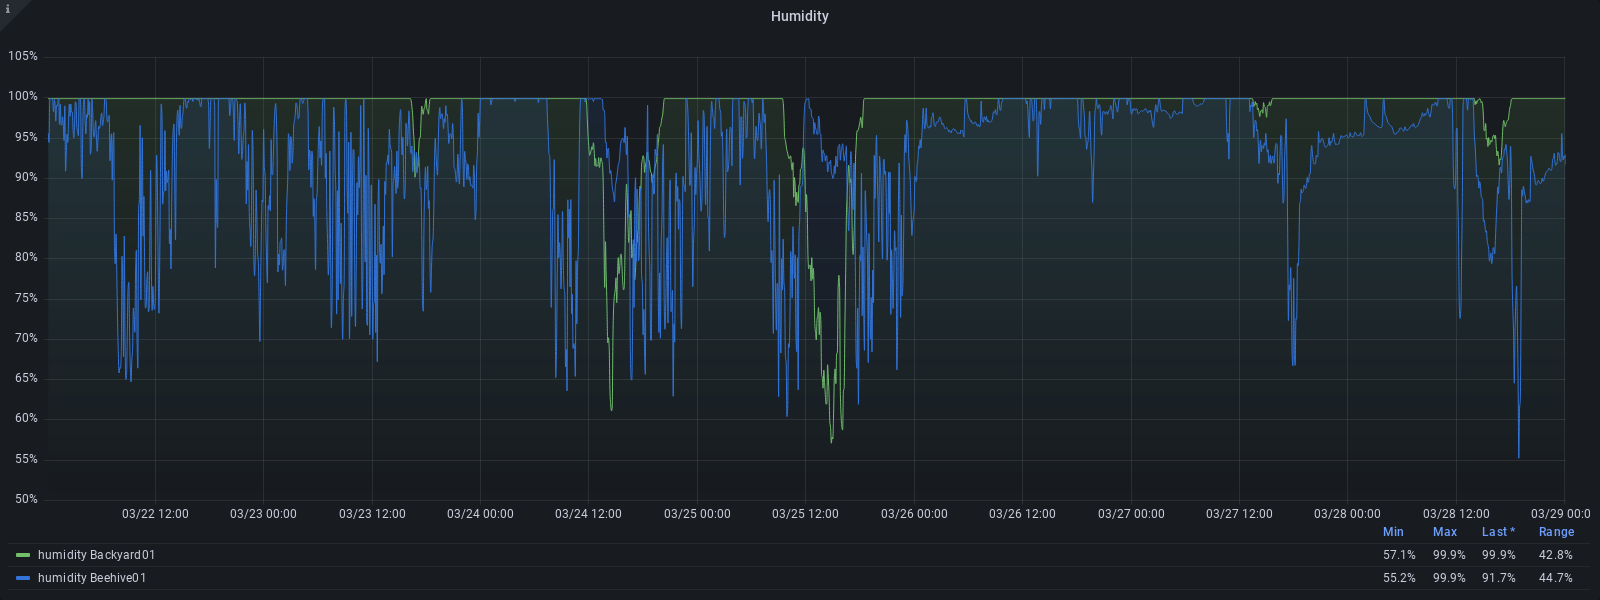 i
Humidity
105%
100%
95%
90%
85%
80%
75%
70%
65%
60%
55%
50%
03/22 12:00 03/23 00:00 03/23 12:00 03/24 00:00 03/24 12:00 03/25 00:00 03/25 12:00 03/26 00:00 03/26 12:00 03/27 00:00 03/27 12:00 03/28 00:00 03/28 12:00 03/29 00:0
Min Max Last * Range
humidity Backyard01 57.1% 99.9% 99.9% 42.8%
humidity Beehive01 55.2% 99.9% 91.7% 44.7%